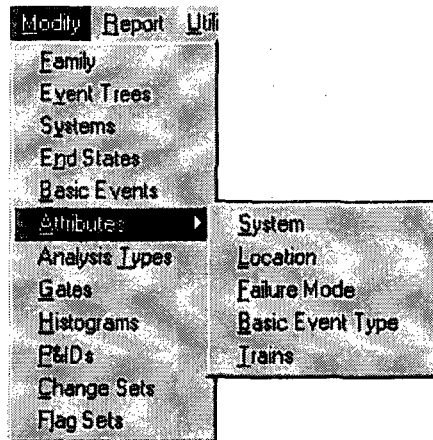 Modify Report Utili
Family
Event Trees
Systems
End States
Basic Events
Attributes
Analysis Types
Gates
Histograms
P&IDs
Change Sets
Flag Sets
System
Location
Failure Mode
Basic Event Type
Trains